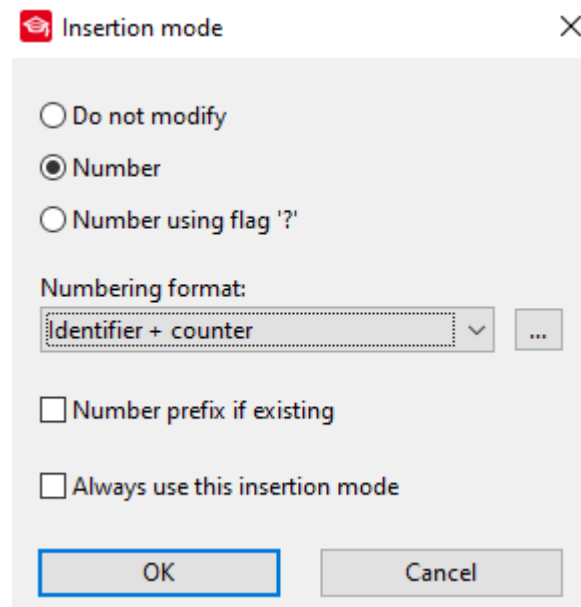 Insertion mode
Do not modify
Number
Number using flag '?'
Numbering format:
Identifier + counter
...
Number prefix if existing
Always use this insertion mode
OK Cancel